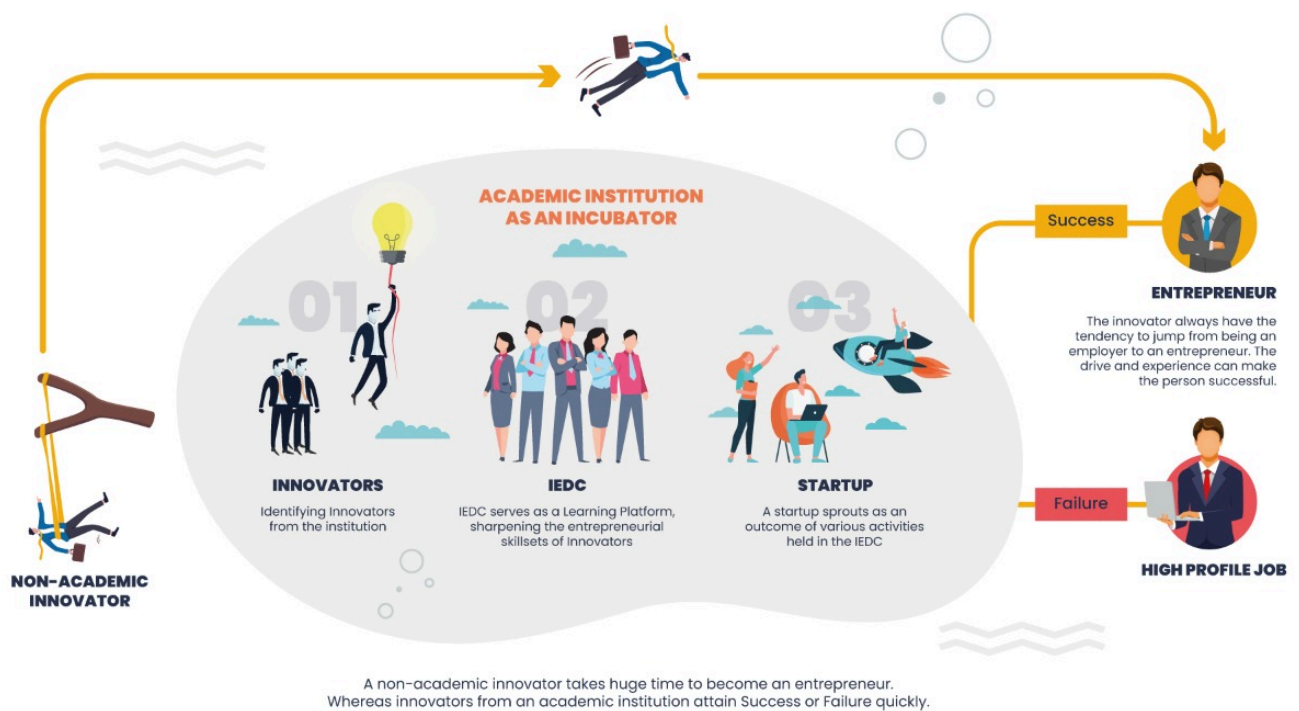 ACADEMIC INSTITUTION
AS AN INCUBATOR
01
02
03
INNOVATORS
Identifying Innovators
from the institution
IEDC
IEDC serves as a Learning Platform,
sharpening the entrepreneurial
skillsets of Innovators
STARTUP
A startup sprouts as an
outcome of various activities
held in the IEDC
NON-ACADEMIC
INNOVATOR
Success
ENTREPRENEUR
The innovator always have the
tendency to jump from being an
employer to an entrepreneur. The
drive and experience can make
the person successful.
Failure
HIGH PROFILE JOB
A non-academic innovator takes huge time to become an entrepreneur.
Whereas innovators from an academic institution attain Success or Failure quickly.